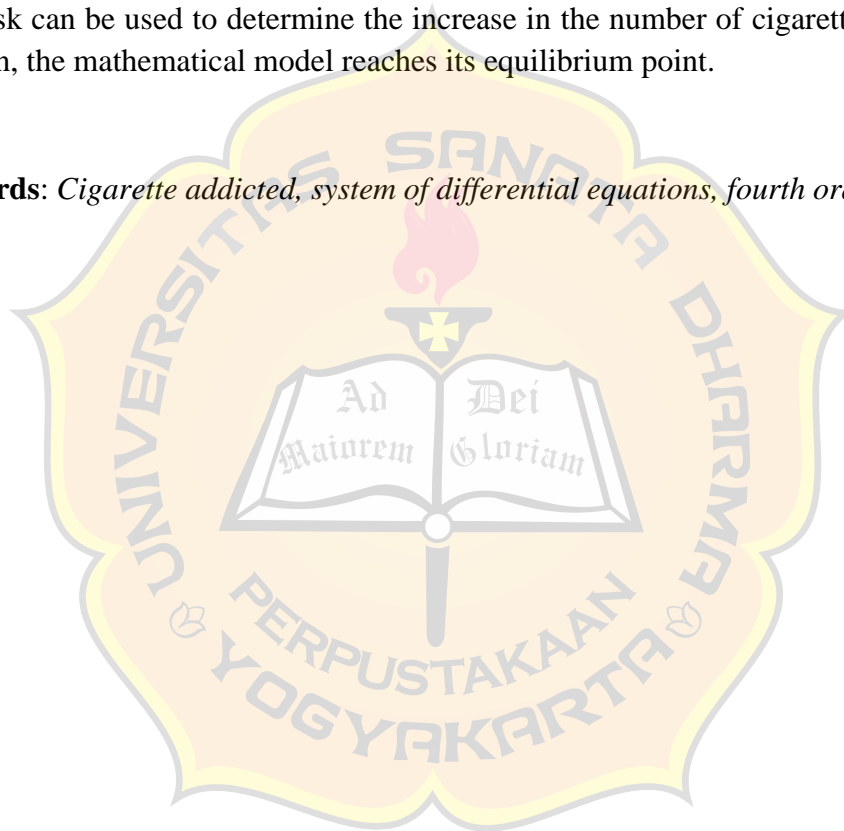 sk can be used to determine the increase in the number of cigarett
n, the mathematical model reaches its equilibrium point.
rds: Cigarette addicted, system of differential equations, fourth or
UNIVERSITAS SANATA DHARMA
Ad Dei
Maiorem Gloriam
PERPUSTAKAAN
YOGYAKARTA